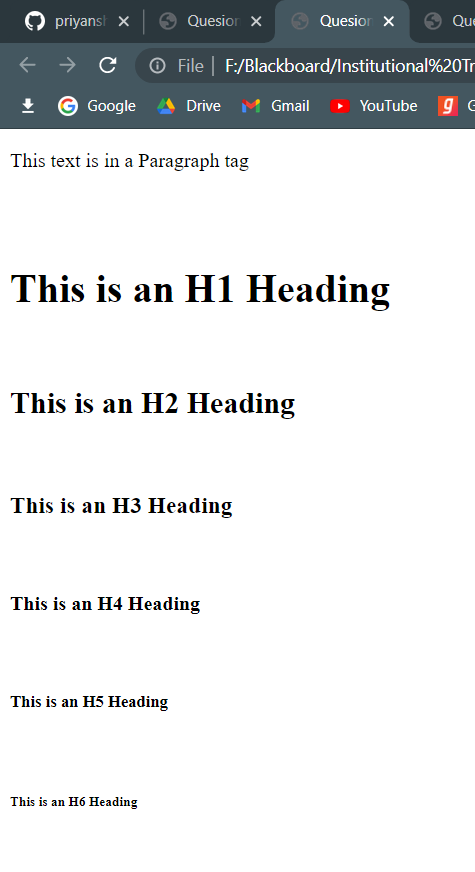 priyansh
Quesion
Quesion
Que
File | F:/Blackboard/Institutional%20Tr
Google Drive Gmail YouTube G
This text is in a Paragraph tag
This is an H1 Heading
This is an H2 Heading
This is an H3 Heading
This is an H4 Heading
This is an H5 Heading
This is an H6 Heading